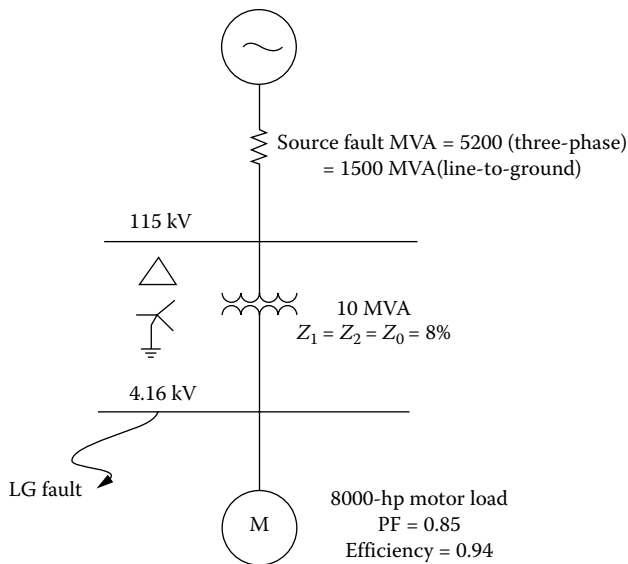 Source fault MVA = 5200 (three-phase)
= 1500 MVA(line-to-ground)
115 kV
10 MVA
Z₁ = Z₂ = Z₀ = 8%
4.16 kV
LG fault
M
8000-hp motor load
PF = 0.85
Efficiency = 0.94